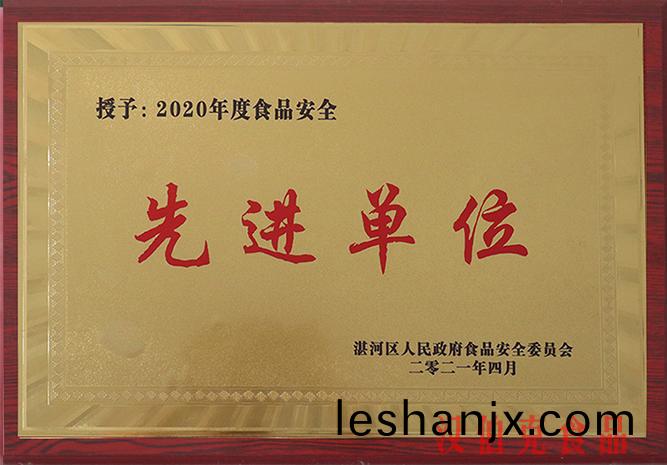 授予：2020年度食品安全
先进单位
湛河区人民政府食品安全委员会
二零二一年四月
leshanjx.com
食品